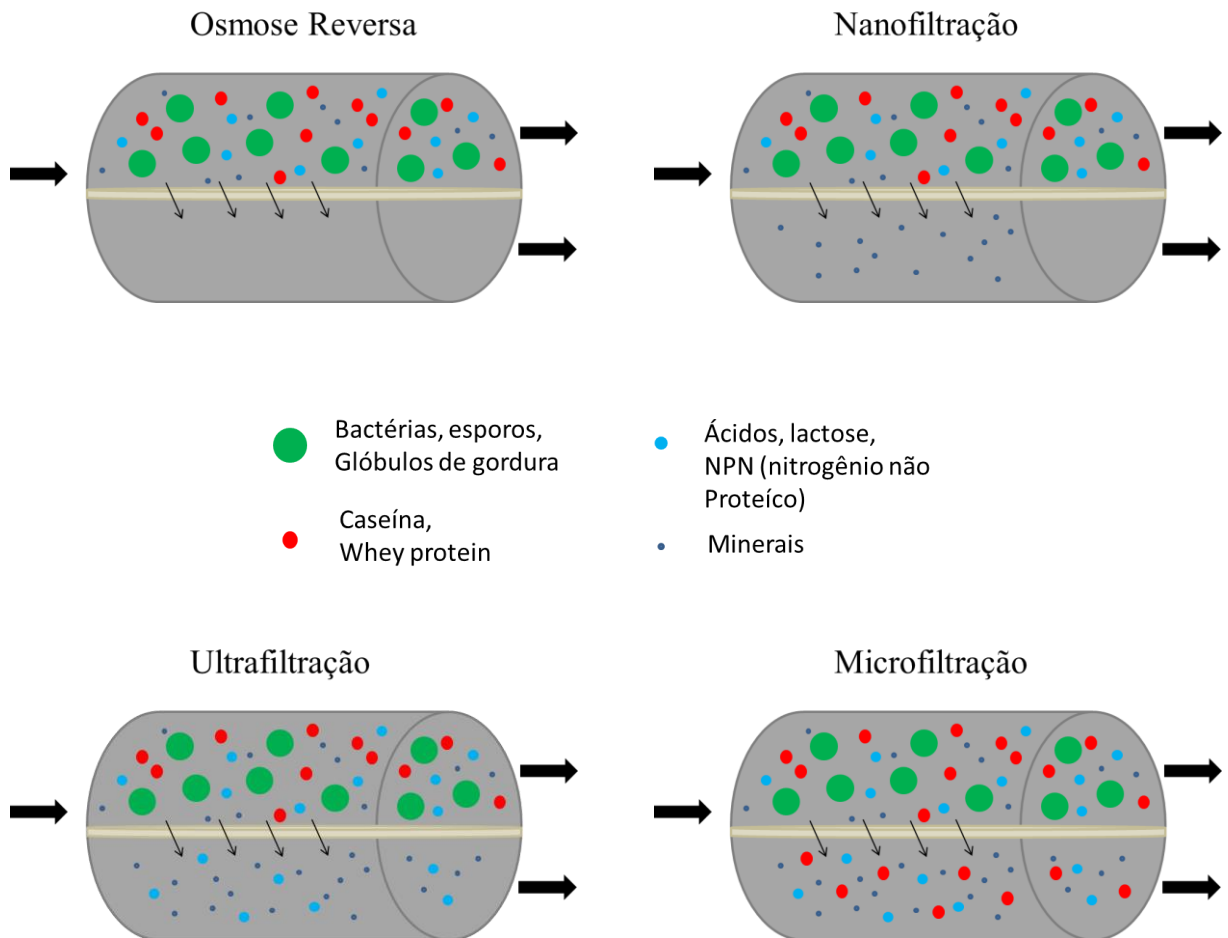 Osmose Reversa
Nanofiltração
Bactérias, esporos,
Glóbulos de gordura
Ácidos, lactose,
NPN (nitrogênio não
Proteíco)
Caseína,
Whey protein
Minerais
Ultrafiltração
Microfiltração